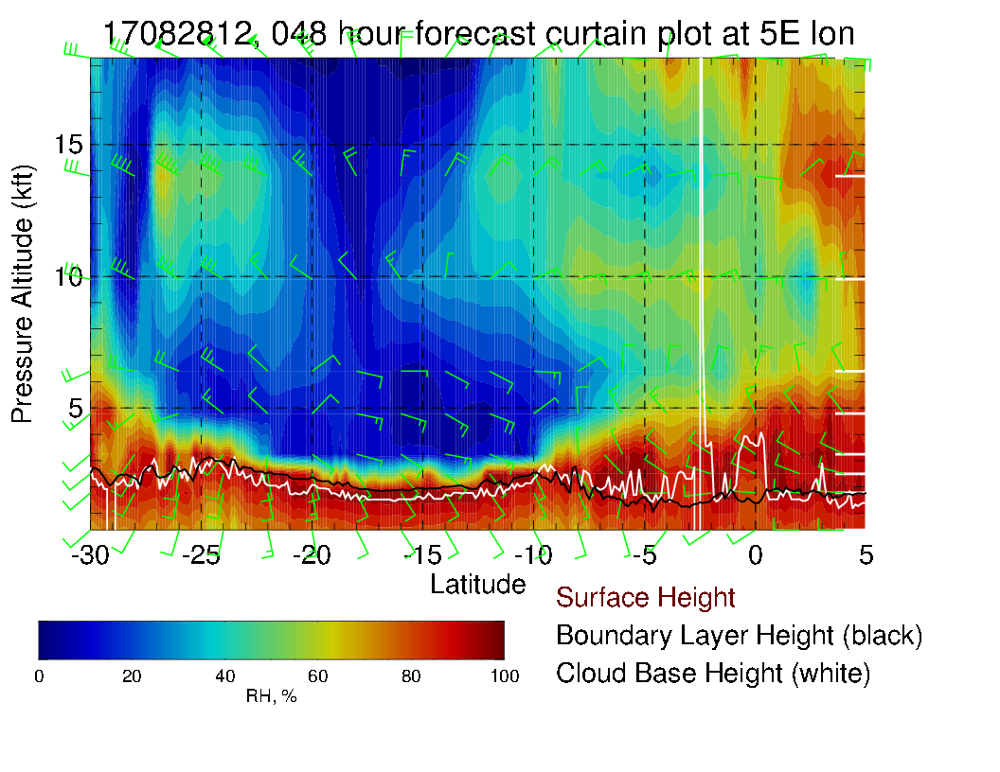 17082812, 048 hour forecast curtain plot at 5E lon
Pressure Altitude (kft)
15
10
5
-30 -25 -20 -15 -10 -5 0 5
Latitude
Surface Height
Boundary Layer Height (black)
Cloud Base Height (white)
0 20 40 60 80 100
RH, %